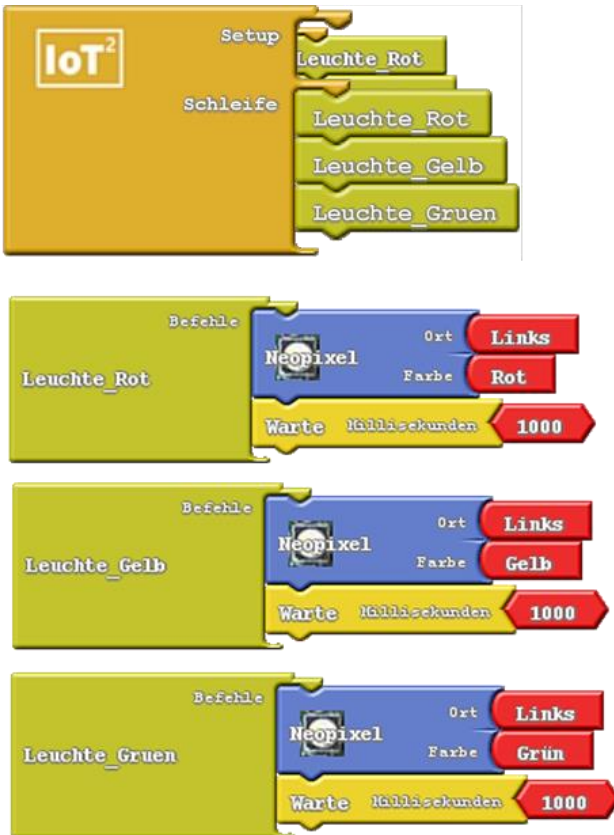 IoT²
Setup
Leuchte_Rot
Schleife
Leuchte_Rot
Leuchte_Gelb
Leuchte_Gruen
Befehle
Leuchte_Rot
Neopixel
Ort Links
Farbe Rot
Warte Millisekunden 1000
Befehle
Leuchte_Gelb
Neopixel
Ort Links
Farbe Gelb
Warte Millisekunden 1000
Befehle
Leuchte_Gruen
Neopixel
Ort Links
Farbe Grün
Warte Millisekunden 1000